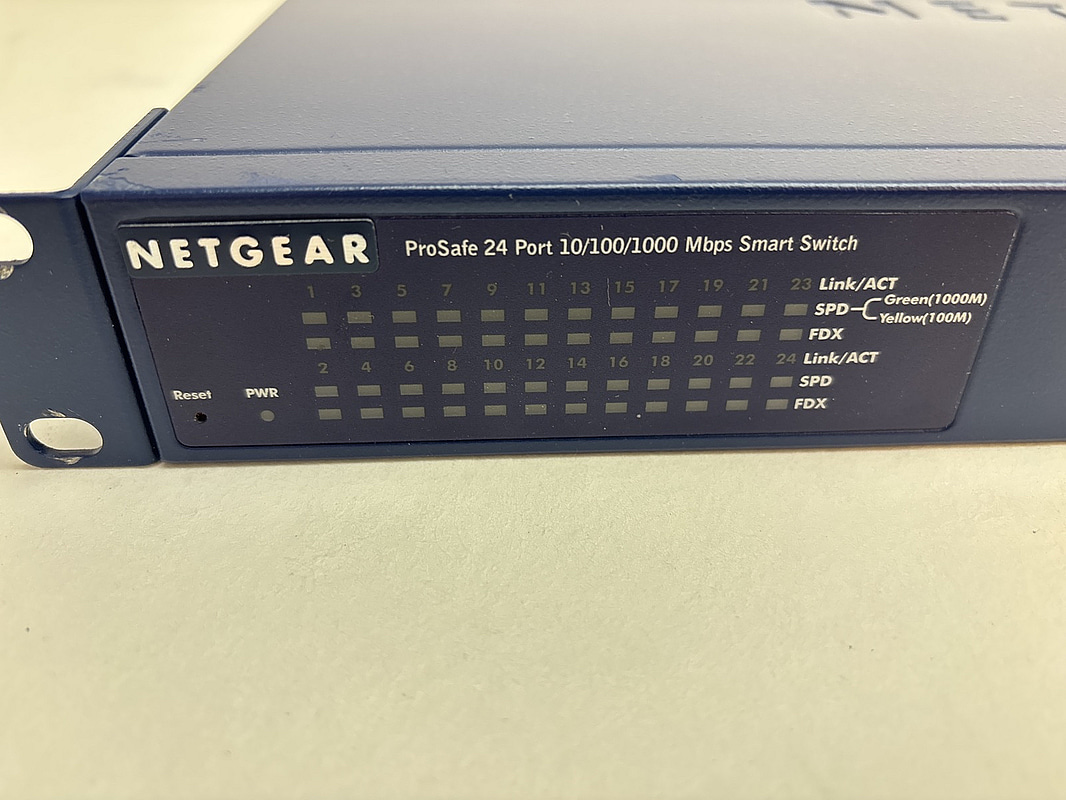 NETGEAR
ProSafe 24 Port 10/100/1000 Mbps Smart Switch
1 3 5 7 9 11 13 15 17 19 21 23 Link/ACT
SPD Green(1000M)
Yellow(100M)
FDX
2 4 6 8 10 12 14 16 18 20 22 24 Link/ACT
Reset PWR SPD
FDX